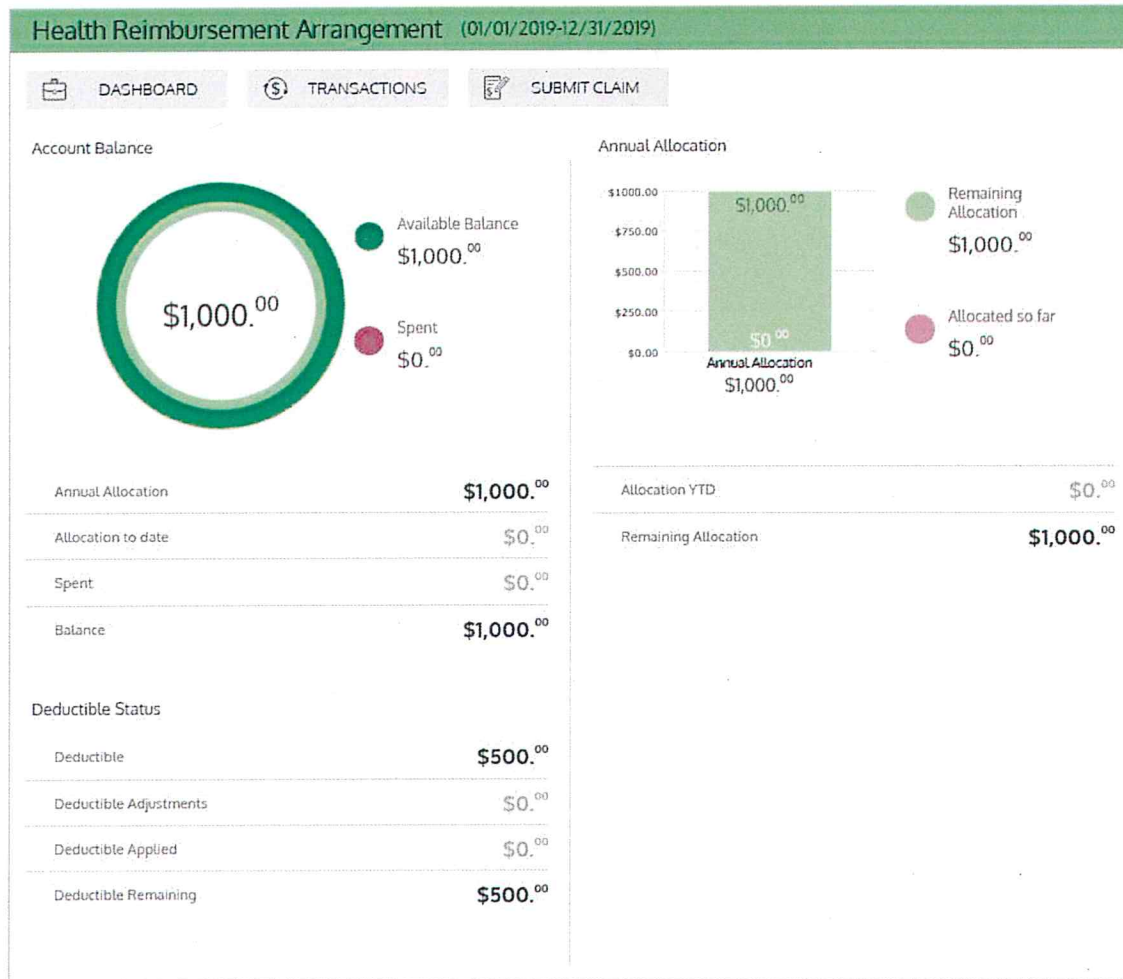 Health Reimbursement Arrangement (01/01/2019-12/31/2019)
DASHBOARD TRANSACTIONS SUBMIT CLAIM
Account Balance
$1,000.00
Available Balance
$1,000.00
Spent
$0.00
Annual Allocation $1,000.00
Allocation to date $0.00
Spent $0.00
Balance $1,000.00
Deductible Status
Deductible $500.00
Deductible Adjustments $0.00
Deductible Applied $0.00
Deductible Remaining $500.00
Annual Allocation
$1000.00
$750.00
$500.00
$250.00
$0.00
$1,000.00
$0.00
Annual Allocation
$1,000.00
Remaining
Allocation
$1,000.00
Allocated so far
$0.00
Allocation YTD $0.00
Remaining Allocation $1,000.00